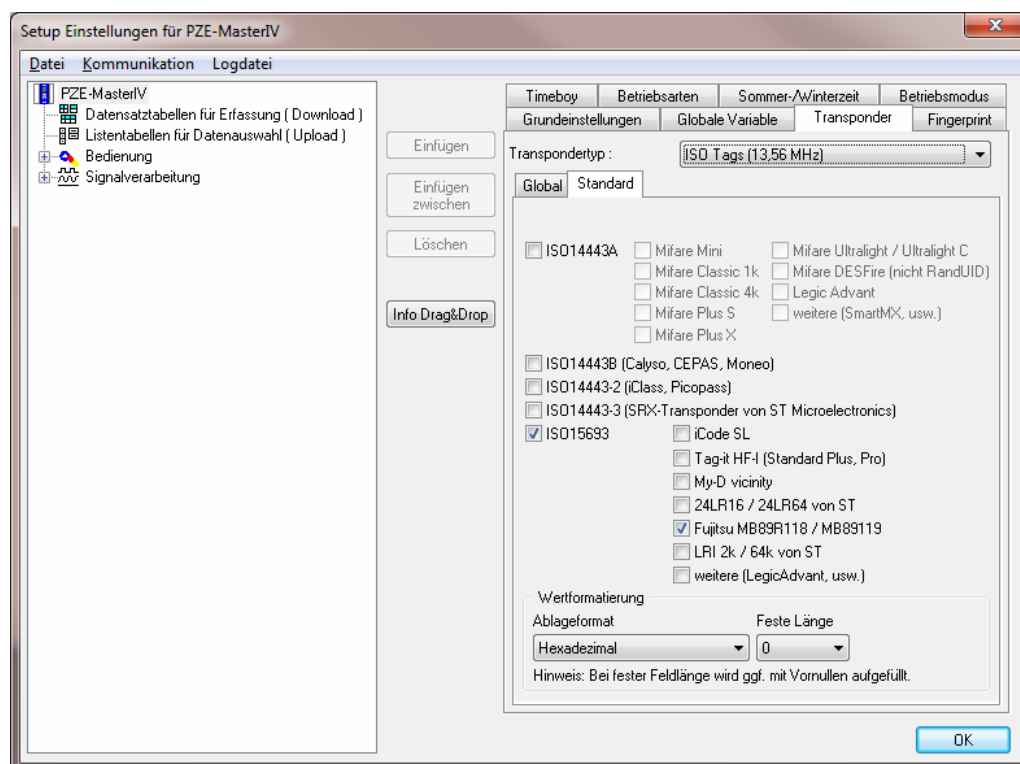 Setup Einstellungen für PZE-MasterIV
Datei Kommunikation Logdatei
PZE-MasterIV
Datensatztabellen für Erfassung ( Download )
Listentabellen für Datenauswahl ( Upload )
Bedienung
Signalverarbeitung
Einfügen
Einfügen
zwischen
Löschen
Info Drag&Drop
Timeboy Betriebsarten Sommer-/Winterzeit Betriebsmodus
Grundeinstellungen Globale Variable Transponder Fingerprint
Transpondertyp : ISO Tags (13,56 MHz)
Global Standard
ISO14443A Mifare Mini Mifare Ultralight / Ultralight C
Mifare Classic 1k Mifare DESFire (nicht RandUID)
Mifare Classic 4k Legic Advant
Mifare Plus S weitere (SmartMX, usw.)
Mifare Plus X
ISO14443B (Calyso, CEPAS, Moneo)
ISO14443-2 (iClass, Picopass)
ISO14443-3 (SRX-Transponder von ST Microelectronics)
ISO15693 iCode SL
Tag-it HF-I (Standard Plus, Pro)
My-D vicinity
24LR16 / 24LR64 von ST
Fujitsu MB89R118 / MB89119
LRI 2k / 64k von ST
weitere (LegicAdvant, usw.)
Wertformatierung
Ablageformat Feste Länge
Hexadezimal 0
Hinweis: Bei fester Feldlänge wird ggf. mit Vornullen aufgefüllt.
OK